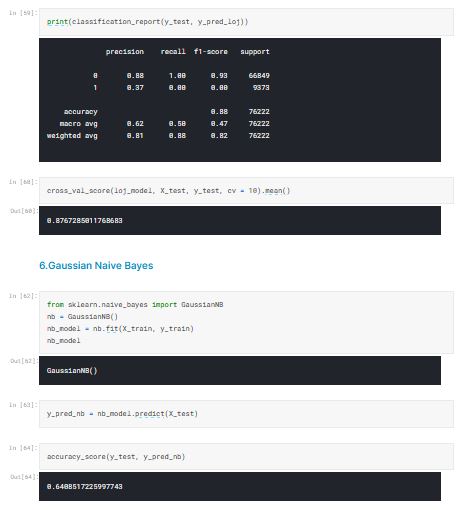 In [59]:
print(classification_report(y_test, y_pred_loj))
precision recall f1-score support
0 0.88 1.00 0.93 66849
1 0.37 0.00 0.00 9373
accuracy 0.88 76222
macro avg 0.62 0.50 0.47 76222
weighted avg 0.81 0.88 0.82 76222
In [60]:
cross_val_score(loj_model, X_test, y_test, cv = 10).mean()
Out[60]:
0.8767285011768683
6.Gaussian Naive Bayes
In [62]:
from sklearn.naive_bayes import GaussianNB
nb = GaussianNB()
nb_model = nb.fit(X_train, y_train)
nb_model
Out[62]:
GaussianNB()
In [63]:
y_pred_nb = nb_model.predict(X_test)
In [64]:
accuracy_score(y_test, y_pred_nb)
Out[64]:
0.6408517225997743